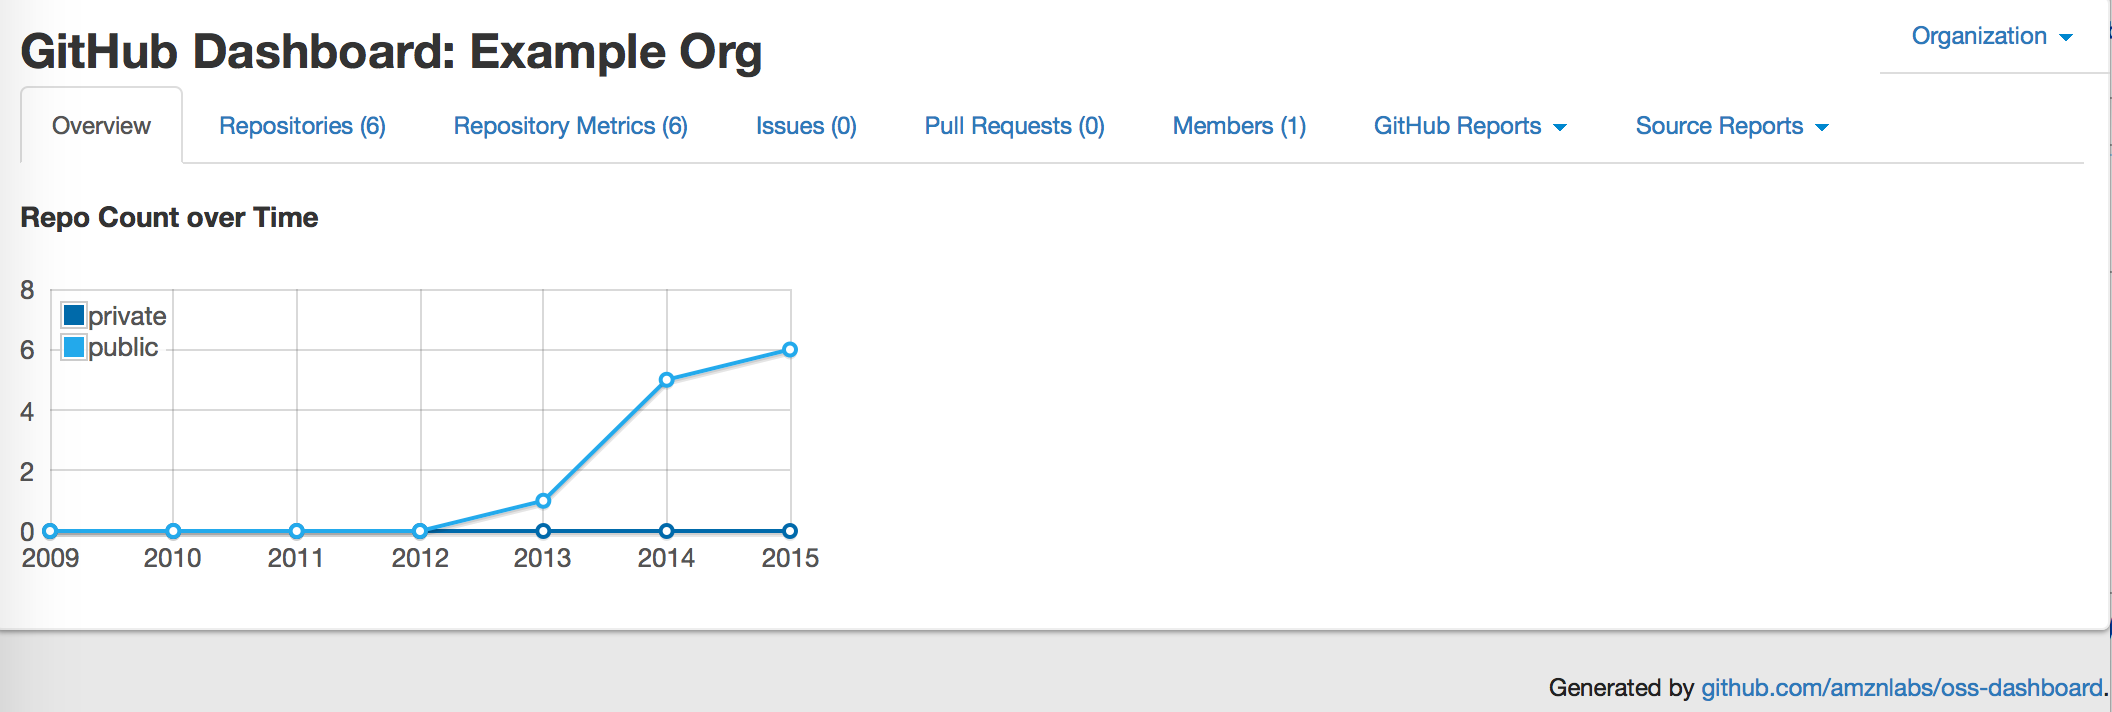 GitHub Dashboard: Example Org
Organization
Overview Repositories (6) Repository Metrics (6) Issues (0) Pull Requests (0) Members (1) GitHub Reports Source Reports
Repo Count over Time
8
private
6
public
4
2
0
2009 2010 2011 2012 2013 2014 2015
Generated by github.com/amznlabs/oss-dashboard.